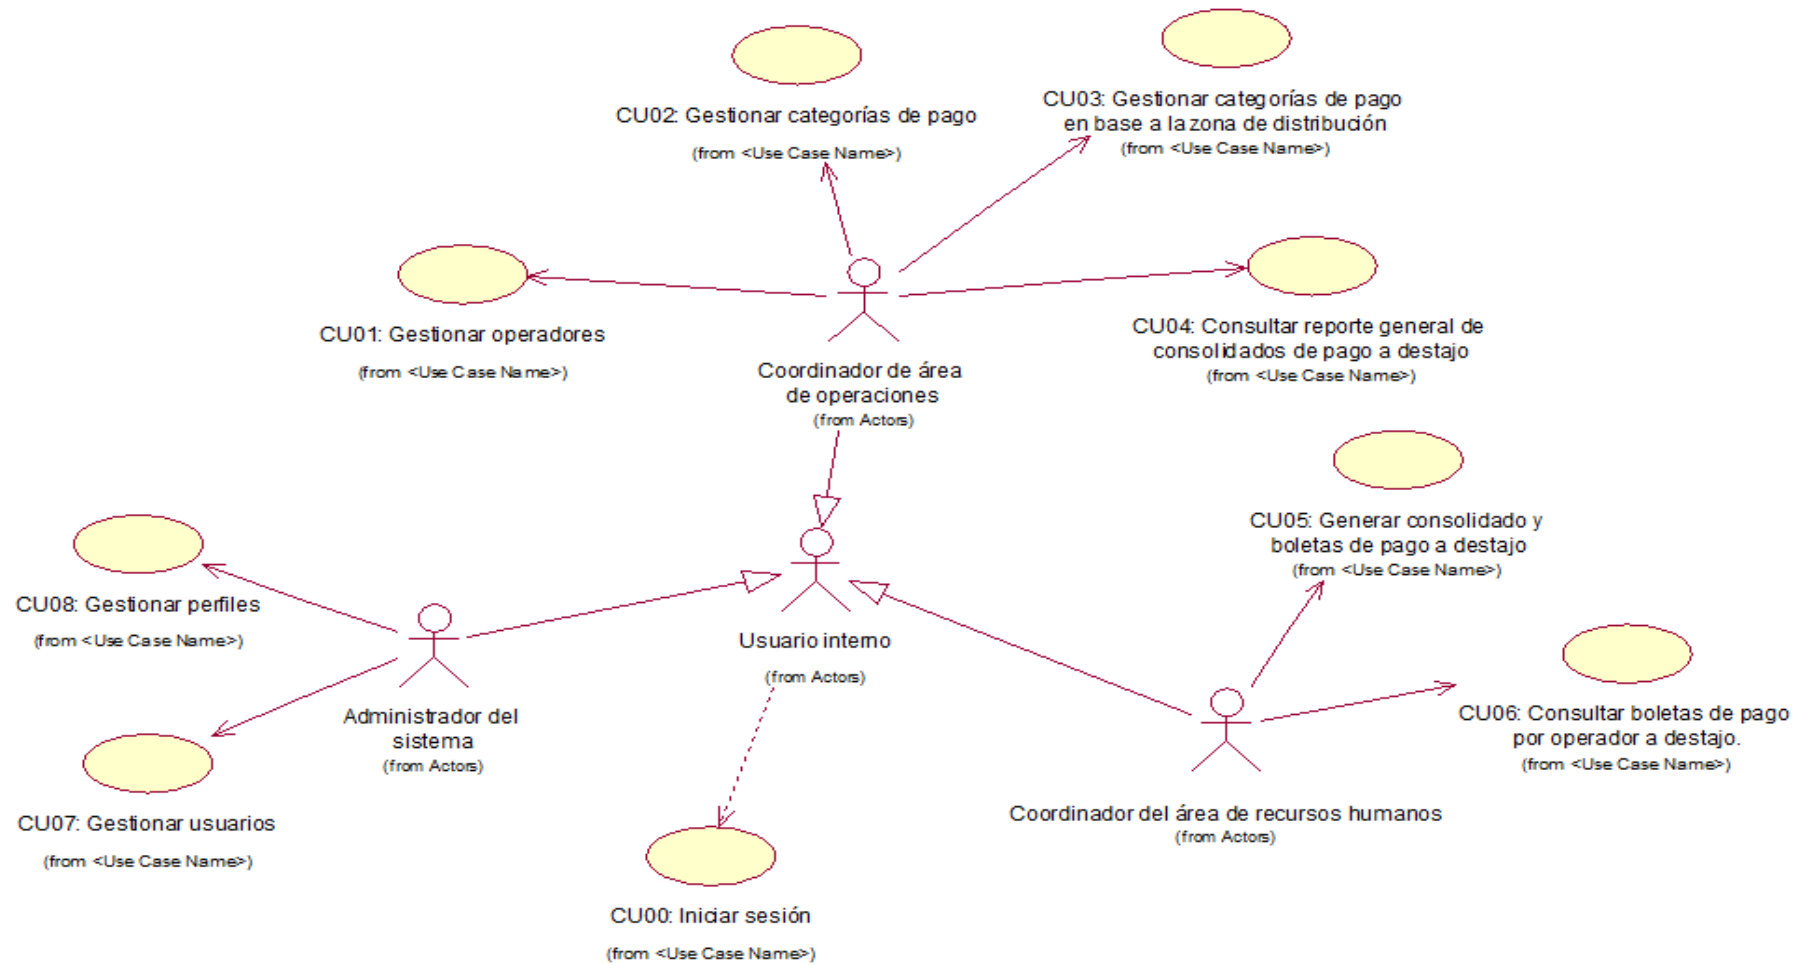 CU02: Gestionar categorías de pago
(from <Use Case Name>)
CU03: Gestionar categorías de pago
en base a la zona de distribución
(from <Use Case Name>)
CU01: Gestionar operadores
(from <Use Case Name>)
Coordinador de área
de operaciones
(from Actors)
CU04: Consultar reporte general de
consolidados de pago a destajo
(from <Use Case Name>)
CU05: Generar consolidado y
boletas de pago a destajo
(from <Use Case Name>)
CU08: Gestionar perfiles
(from <Use Case Name>)
Usuario interno
(from Actors)
Administrador del
sistema
(from Actors)
CU06: Consultar boletas de pago
por operador a destajo.
(from <Use Case Name>)
CU07: Gestionar usuarios
(from <Use Case Name>)
Coordinador del área de recursos humanos
(from Actors)
CU00: Iniciar sesión
(from <Use Case Name>)